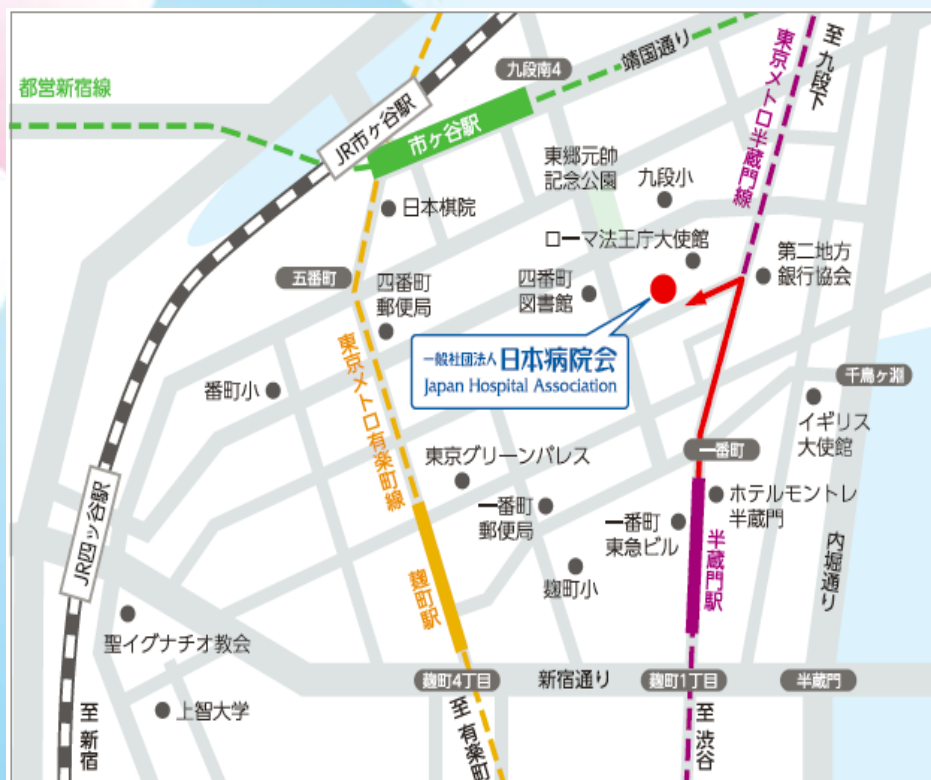 都営新宿線
JR市ヶ谷駅
市ヶ谷駅
九段南4
靖国通り
東京メトロ半蔵門線
至 九段下
東郷元帥
記念公園
九段小
日本棋院
ローマ法王庁大使館
第二地方
銀行協会
五番町
四番町
郵便局
四番町
図書館
一般社団法人 日本病院会
Japan Hospital Association
千鳥ヶ淵
イギリス
大使館
番町小
東京メトロ有楽町線
一番町
東京グリーンパレス
ホテルモントレ
半蔵門
一番町
郵便局
一番町
東急ビル
JR四ッ谷駅
麹町駅
半蔵門駅
内堀通り
麹町小
聖イグナチオ教会
麹町4丁目
新宿通り
麹町1丁目
半蔵門
上智大学
至 新宿
至 有楽町
至 渋谷